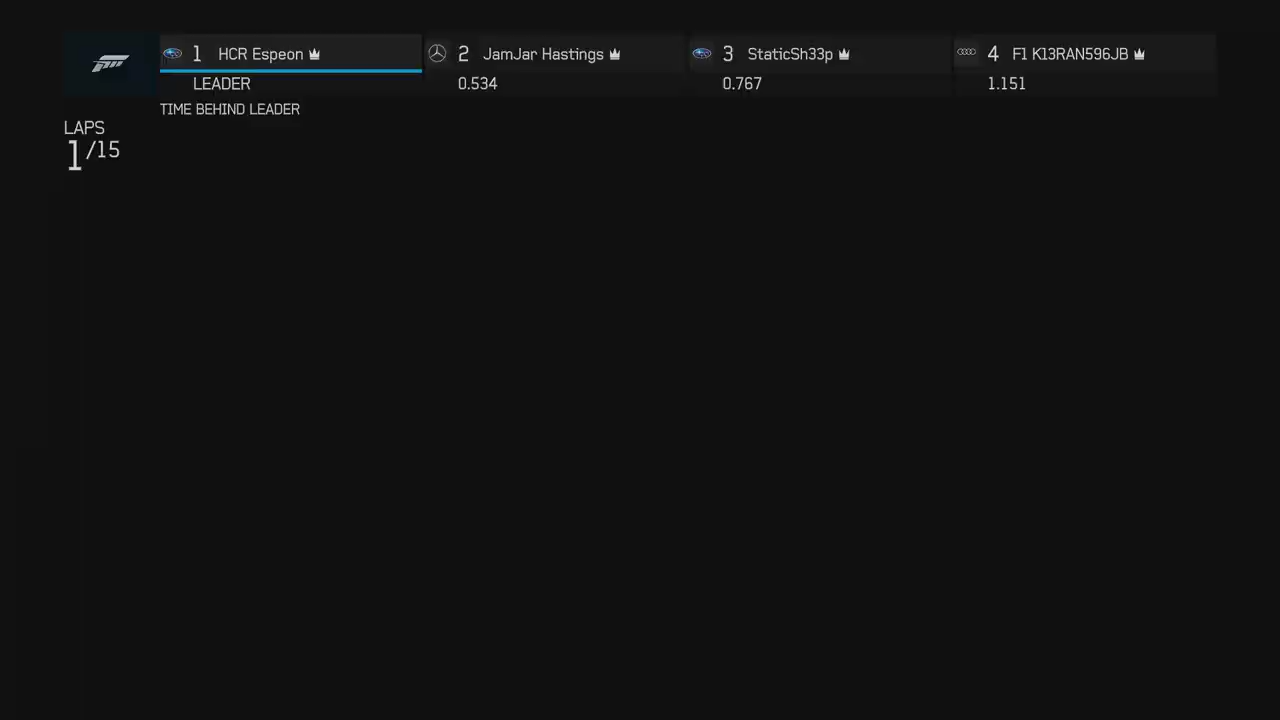 1 HCR Espeon 2 JamJar Hastings 3 StaticSh33p 4 F1 K13RAN596JB
LEADER 0.534 0.767 1.151
TIME BEHIND LEADER
LAPS
1/15